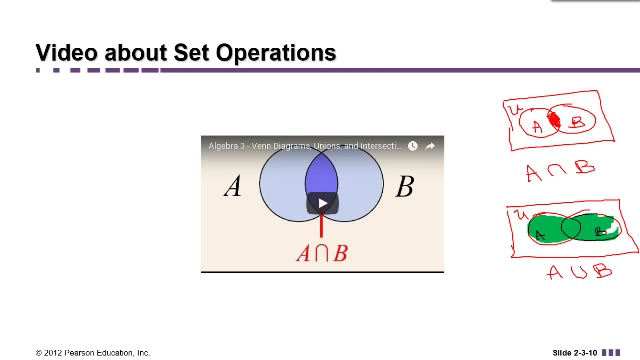 Video about Set Operations
Algebra 3 - Venn Diagrams, Unions, and Intersecti...
A
B
A∩B
U
A
B
A∩B
U
A
B
A∪B
© 2012 Pearson Education, Inc.
Slide 2-3-10